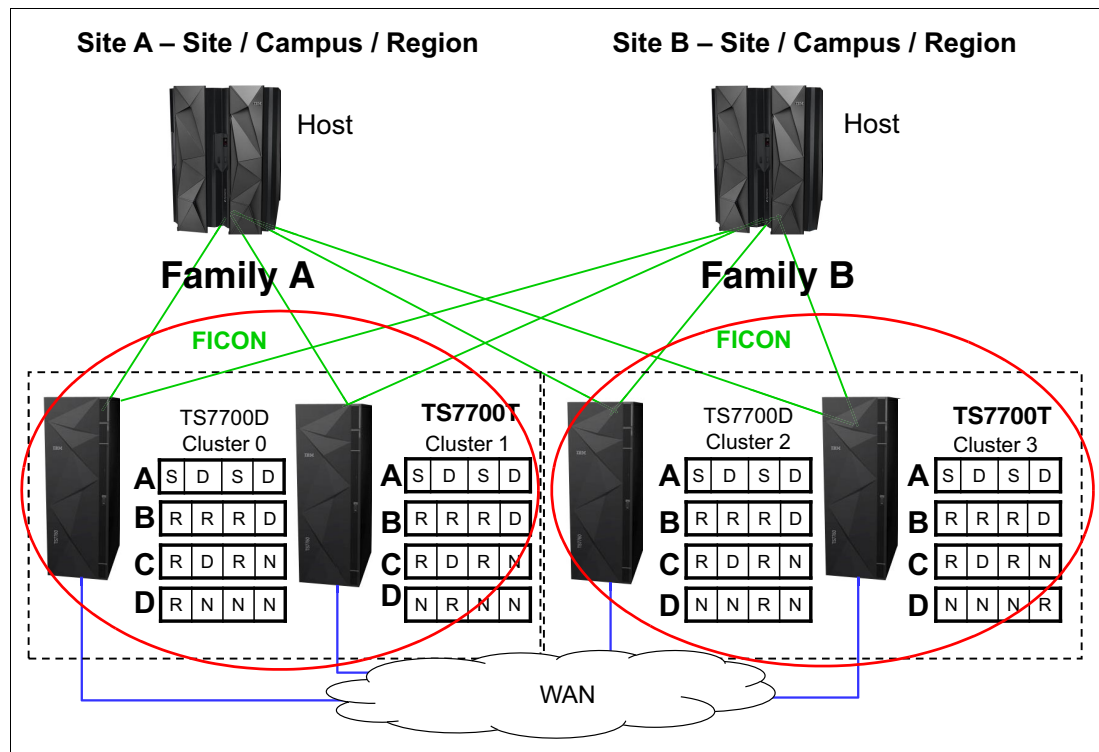 Site A – Site / Campus / Region
Site B – Site / Campus / Region
Host
Host
Family A
Family B
FICON
FICON
TS7700D
Cluster 0
A S D S D
B R R R D
C R D R N
D R N N N
TS7700T
Cluster 1
A S D S D
B R R R D
C R D R N
D N R N N
TS7700D
Cluster 2
A S D S D
B R R R D
C R D R N
D N N R N
TS7700T
Cluster 3
A S D S D
B R R R D
C R D R N
D N N N R
WAN